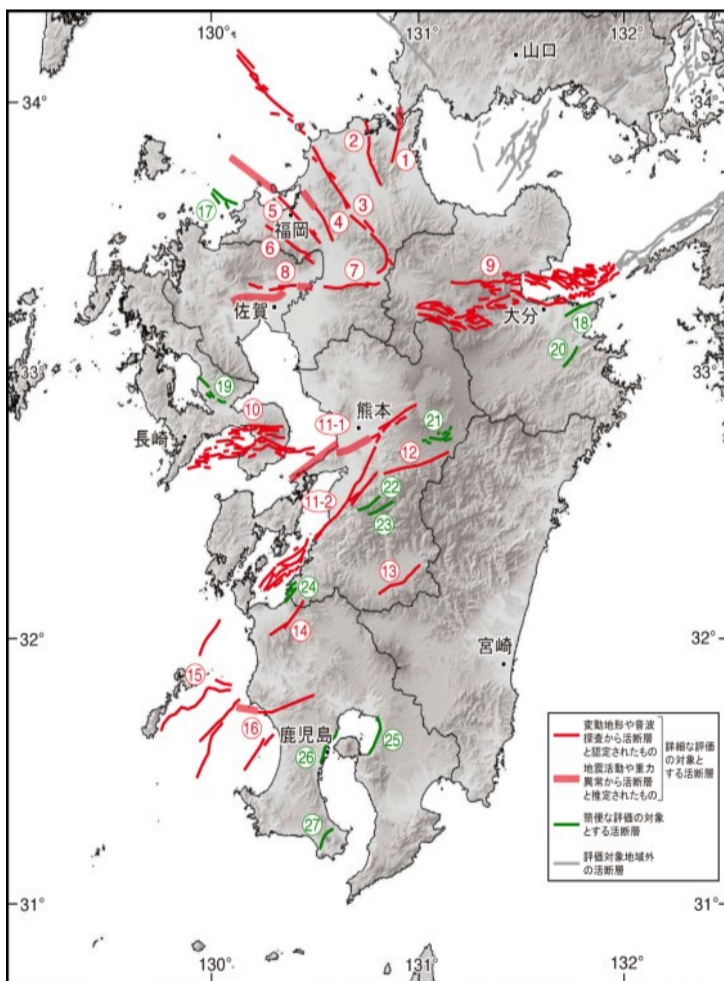 130° 131° 132°
山口
34°
②
①
⑰
⑤
③
福岡
④
⑥
⑧
⑦
⑨
佐賀
大分
⑱
33°
⑳
⑲
熊本
⑩
11-1
㉑
長崎
⑫
㉒
11-2
㉓
⑬
㉔
32° 32°
⑭
宮崎
⑮
⑯
鹿児島
㉕
㉖
㉗
変動地形や音波
探査から活断層
と認定されたもの
地震活動や重力
異常から活断層
と推定されたもの
詳細な評価
の対象と
する活断層
簡便な評価の対象
とする活断層
評価対象地域外
の活断層
31° 31°
130° 131° 132°